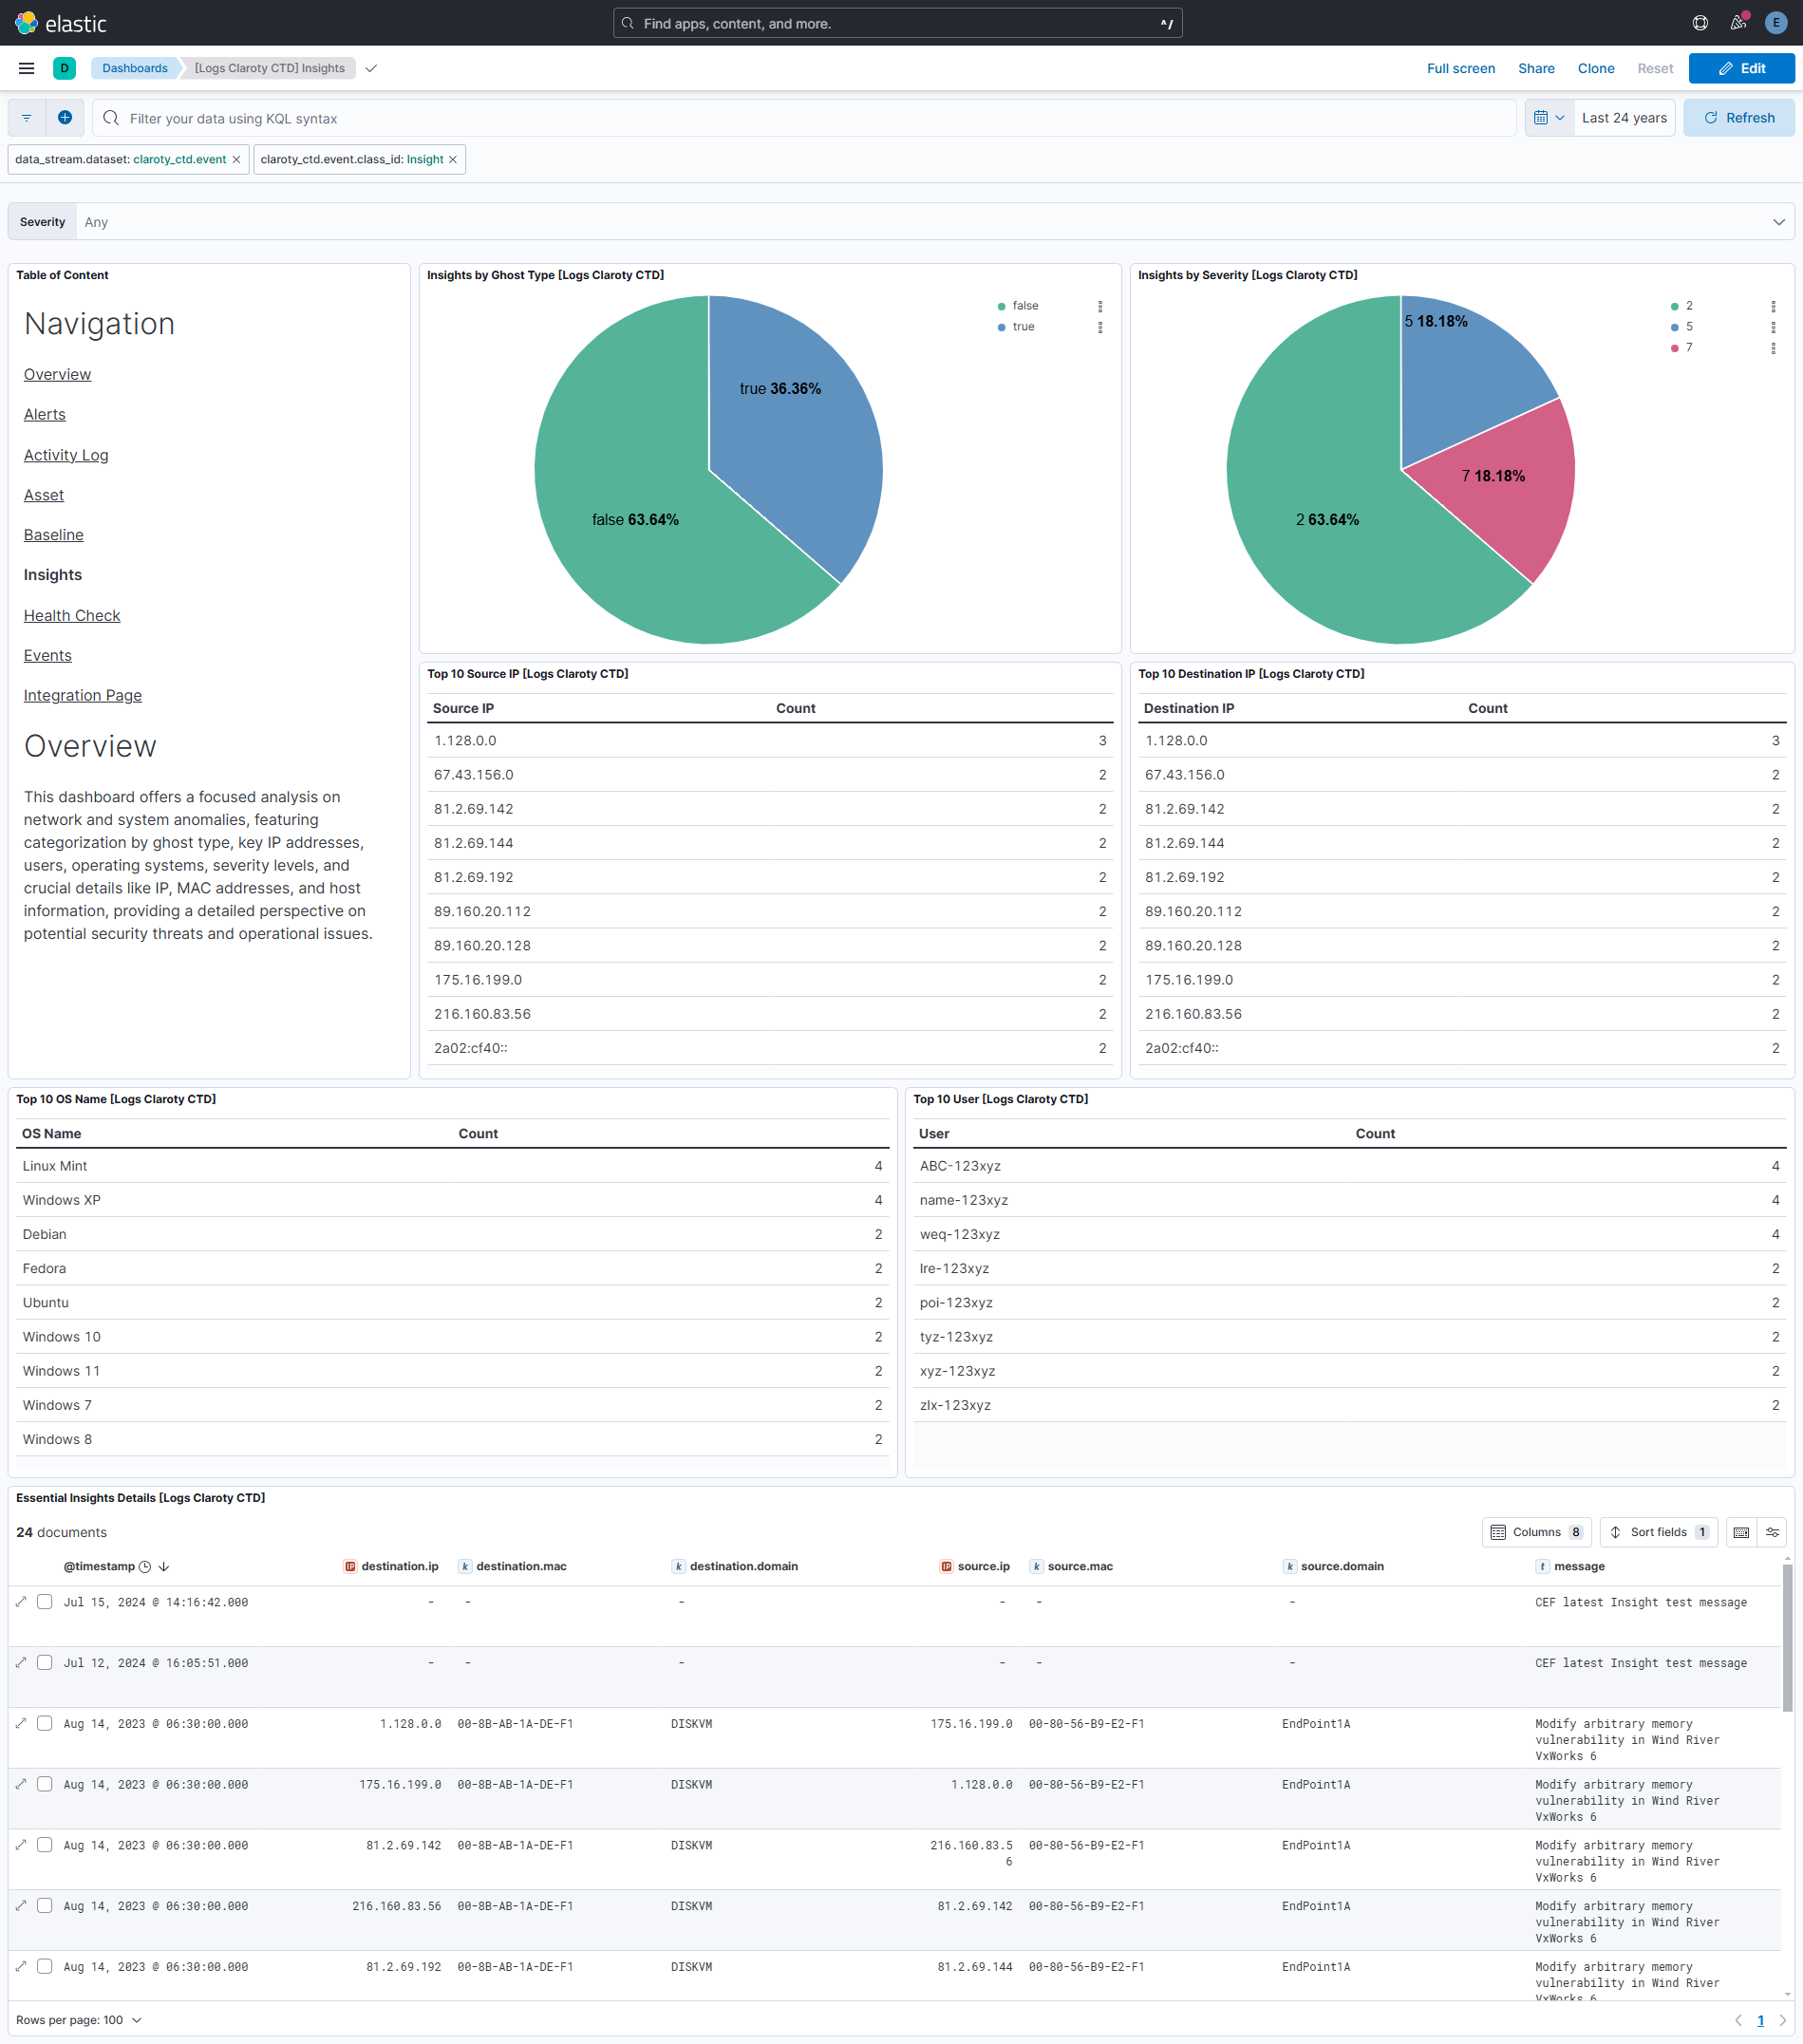 elastic
Find apps, content, and more.
^/
E
D
Dashboards
[Logs Claroty CTD] Insights
Full screen
Share
Clone
Reset
Edit
Filter your data using KQL syntax
Last 24 years
Refresh
data_stream.dataset: claroty_ctd.event
claroty_ctd.event.class_id: Insight
Severity
Any
Table of Content
Navigation
Overview
Alerts
Activity Log
Asset
Baseline
Insights
Health Check
Events
Integration Page
Overview
This dashboard offers a focused analysis on
network and system anomalies, featuring
categorization by ghost type, key IP addresses,
users, operating systems, severity levels, and
crucial details like IP, MAC addresses, and host
information, providing a detailed perspective on
potential security threats and operational issues.
Insights by Ghost Type [Logs Claroty CTD]
false
true
true 36.36%
false 63.64%
Insights by Severity [Logs Claroty CTD]
2
5
7
5 18.18%
7 18.18%
2 63.64%
Top 10 Source IP [Logs Claroty CTD]
Source IP Count
1.128.0.0 3
67.43.156.0 2
81.2.69.142 2
81.2.69.144 2
81.2.69.192 2
89.160.20.112 2
89.160.20.128 2
175.16.199.0 2
216.160.83.56 2
2a02:cf40:: 2
Top 10 Destination IP [Logs Claroty CTD]
Destination IP Count
1.128.0.0 3
67.43.156.0 2
81.2.69.142 2
81.2.69.144 2
81.2.69.192 2
89.160.20.112 2
89.160.20.128 2
175.16.199.0 2
216.160.83.56 2
2a02:cf40:: 2
Top 10 OS Name [Logs Claroty CTD]
OS Name Count
Linux Mint 4
Windows XP 4
Debian 2
Fedora 2
Ubuntu 2
Windows 10 2
Windows 11 2
Windows 7 2
Windows 8 2
Top 10 User [Logs Claroty CTD]
User Count
ABC-123xyz 4
name-123xyz 4
weq-123xyz 4
lre-123xyz 2
poi-123xyz 2
tyz-123xyz 2
xyz-123xyz 2
zlx-123xyz 2
Essential Insights Details [Logs Claroty CTD]
24 documents
Columns 8
Sort fields 1
@timestamp IP destination.ip k destination.mac k destination.domain IP source.ip k source.mac k source.domain t message
Jul 15, 2024 @ 14:16:42.000 - - - - - - CEF latest Insight test message
Jul 12, 2024 @ 16:05:51.000 - - - - - - CEF latest Insight test message
Aug 14, 2023 @ 06:30:00.000 1.128.0.0 00-8B-AB-1A-DE-F1 DISKVM 175.16.199.0 00-80-56-B9-E2-F1 EndPoint1A Modify arbitrary memory
vulnerability in Wind River
VxWorks 6
Aug 14, 2023 @ 06:30:00.000 175.16.199.0 00-8B-AB-1A-DE-F1 DISKVM 1.128.0.0 00-80-56-B9-E2-F1 EndPoint1A Modify arbitrary memory
vulnerability in Wind River
VxWorks 6
Aug 14, 2023 @ 06:30:00.000 81.2.69.142 00-8B-AB-1A-DE-F1 DISKVM 216.160.83.5 00-80-56-B9-E2-F1 EndPoint1A Modify arbitrary memory
6 vulnerability in Wind River
VxWorks 6
Aug 14, 2023 @ 06:30:00.000 216.160.83.56 00-8B-AB-1A-DE-F1 DISKVM 81.2.69.142 00-80-56-B9-E2-F1 EndPoint1A Modify arbitrary memory
vulnerability in Wind River
VxWorks 6
Aug 14, 2023 @ 06:30:00.000 81.2.69.192 00-8B-AB-1A-DE-F1 DISKVM 81.2.69.144 00-80-56-B9-E2-F1 EndPoint1A Modify arbitrary memory
vulnerability in Wind River
VxWorks 6
Rows per page: 100
1